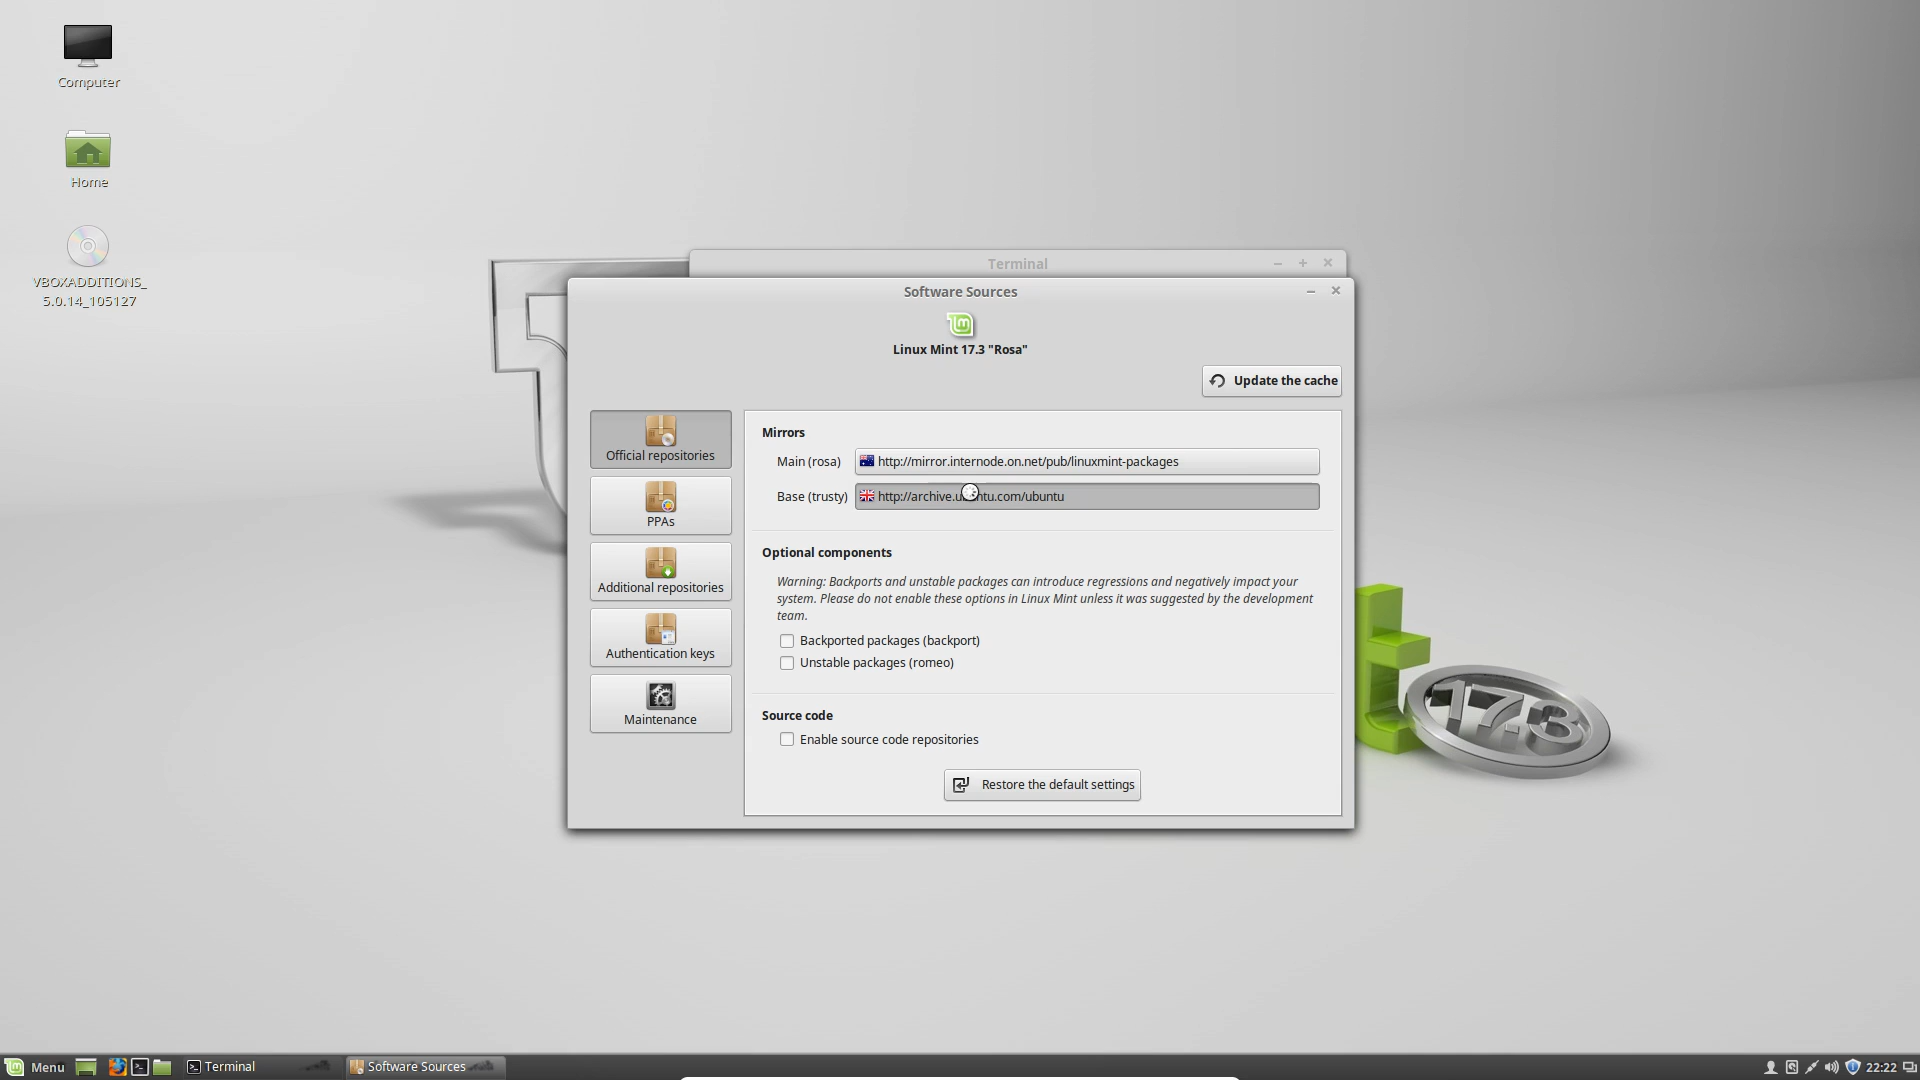 Computer
Home
VBOXADDITIONS_
5.0.14_105127
Terminal
Software Sources
Linux Mint 17.3 "Rosa"
Update the cache
Official repositories
PPAs
Additional repositories
Authentication keys
Maintenance
Mirrors
Main (rosa) http://mirror.internode.on.net/pub/linuxmint-packages
Base (trusty) http://archive.ubuntu.com/ubuntu
Optional components
Warning: Backports and unstable packages can introduce regressions and negatively impact your
system. Please do not enable these options in Linux Mint unless it was suggested by the development
team.
Backported packages (backport)
Unstable packages (romeo)
Source code
Enable source code repositories
Restore the default settings
17.3
Menu
Terminal
Software Sources
22:22